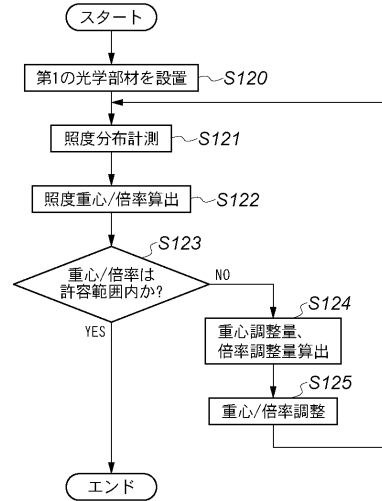 スタート
第1の光学部材を設置
S120
照度分布計測
S121
照度重心/倍率算出
S122
S123
重心/倍率は
許容範囲内か?
NO
YES
S124
重心調整量、
倍率調整量算出
S125
重心/倍率調整
エンド